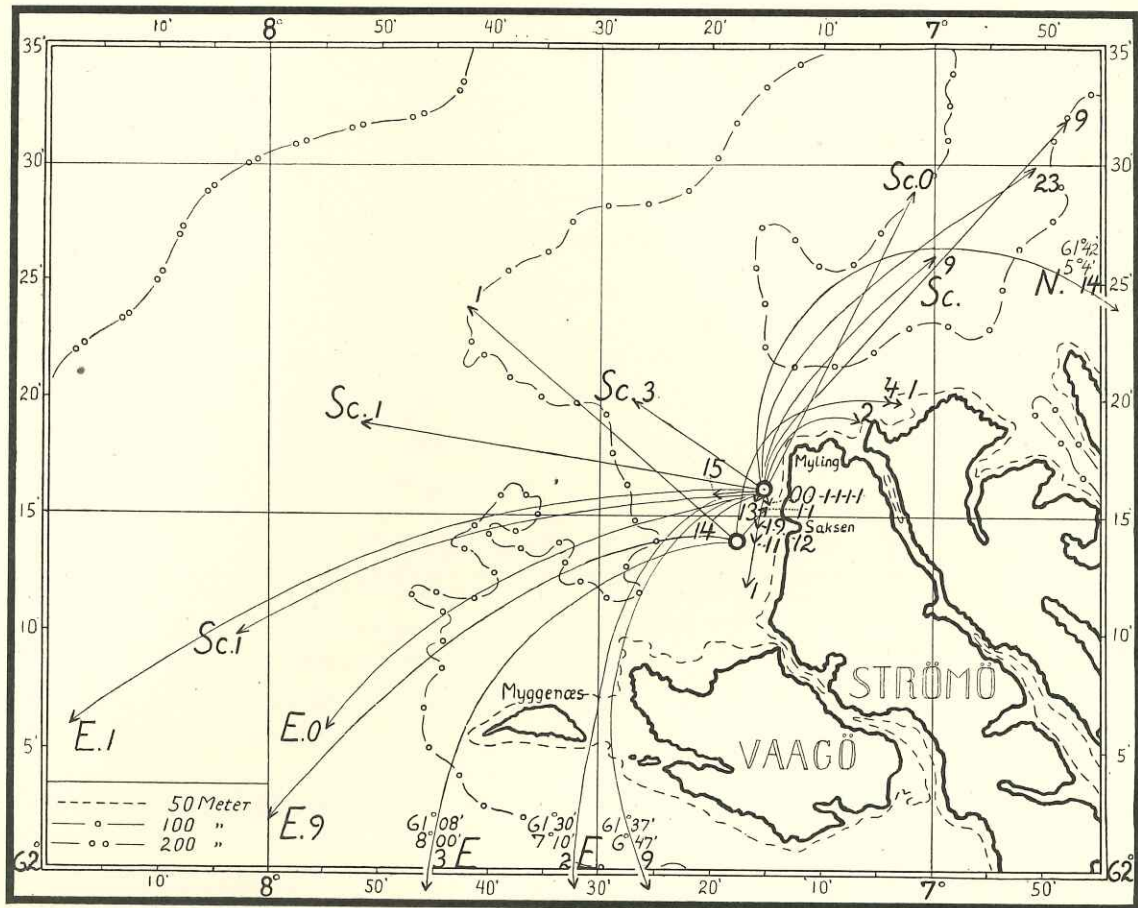 10' 8° 50' 40' 30' 20' 10' 7° 50'
35' 35'
9
30' 30'
Sc.0 23
61°42'
5°4'
25' 9 N. 14 25'
Sc.
1
20' Sc.1 Sc.3 4 1 20'
2
15 Myling
00-1-1-1-1
15' 13 1 1 15'
14 19 Saksen
11 12
1
10' Sc.1 10'
Myggenæs
STRÖMÖ
E.1 E.0 VAAGÖ
5' 5'
50 Meter
100 "
200 "
E.9
61°08' 61°30' 61°37'
8°00' 7°10' 6°47'
3 E 2 E 9
62° 62°
10' 8° 50' 40' 30' 20' 10' 7° 50'